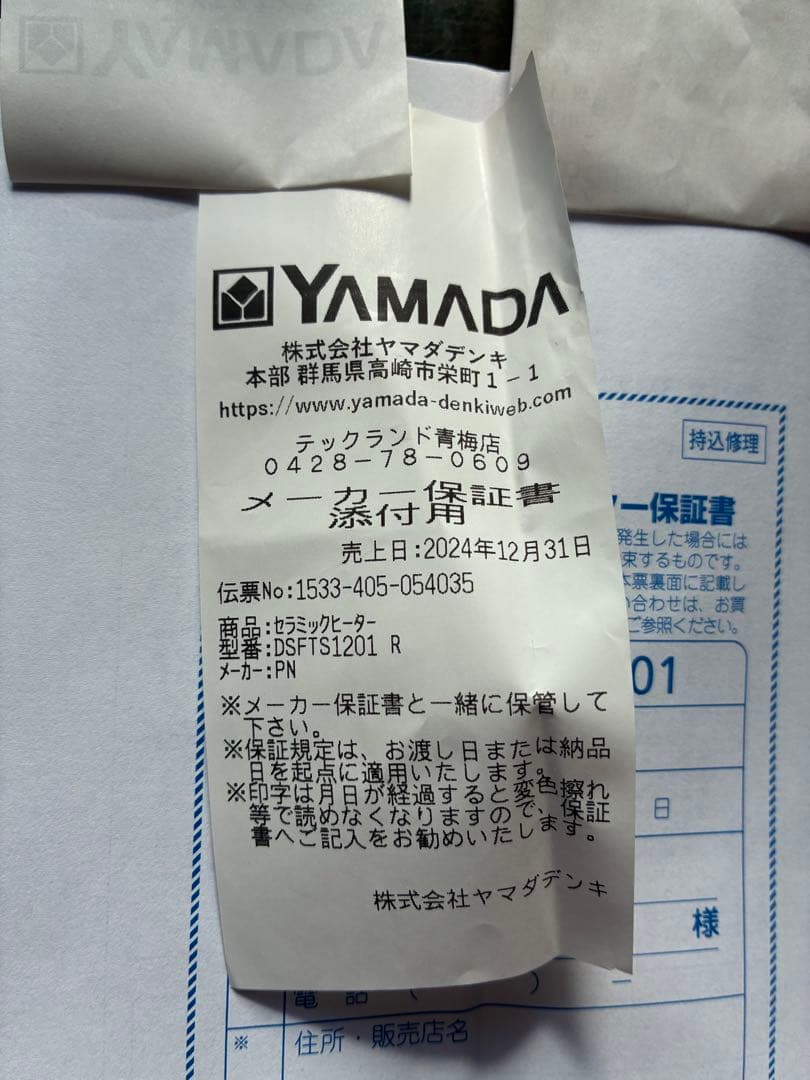 YAMADA
YAMADA
株式会社ヤマダデンキ
本部 群馬県高崎市栄町1-1
https://www.yamada-denkiweb.com
テックランド青梅店
0428-78-0609
メーカー保証書
添付用
売上日:2024年12月31日
伝票No:1533-405-054035
商品:セラミックヒーター
型番:DSFTS1201 R
メーカー:PN
※メーカー保証書と一緒に保管して
下さい。
※保証規定は、お渡し日または納品
日を起点に適用いたします。
※印字は月日が経過すると変色擦れ
等で読めなくなりますので、保証
書へご記入をお勧めいたします。
株式会社ヤマダデンキ
持込修理
ー保証書
発生した場合には
束するものです。
本票裏面に記載し
い合わせは、お買
ご参照ください。
01
日
様
電 話 ( ) −
※ 住所・販売店名